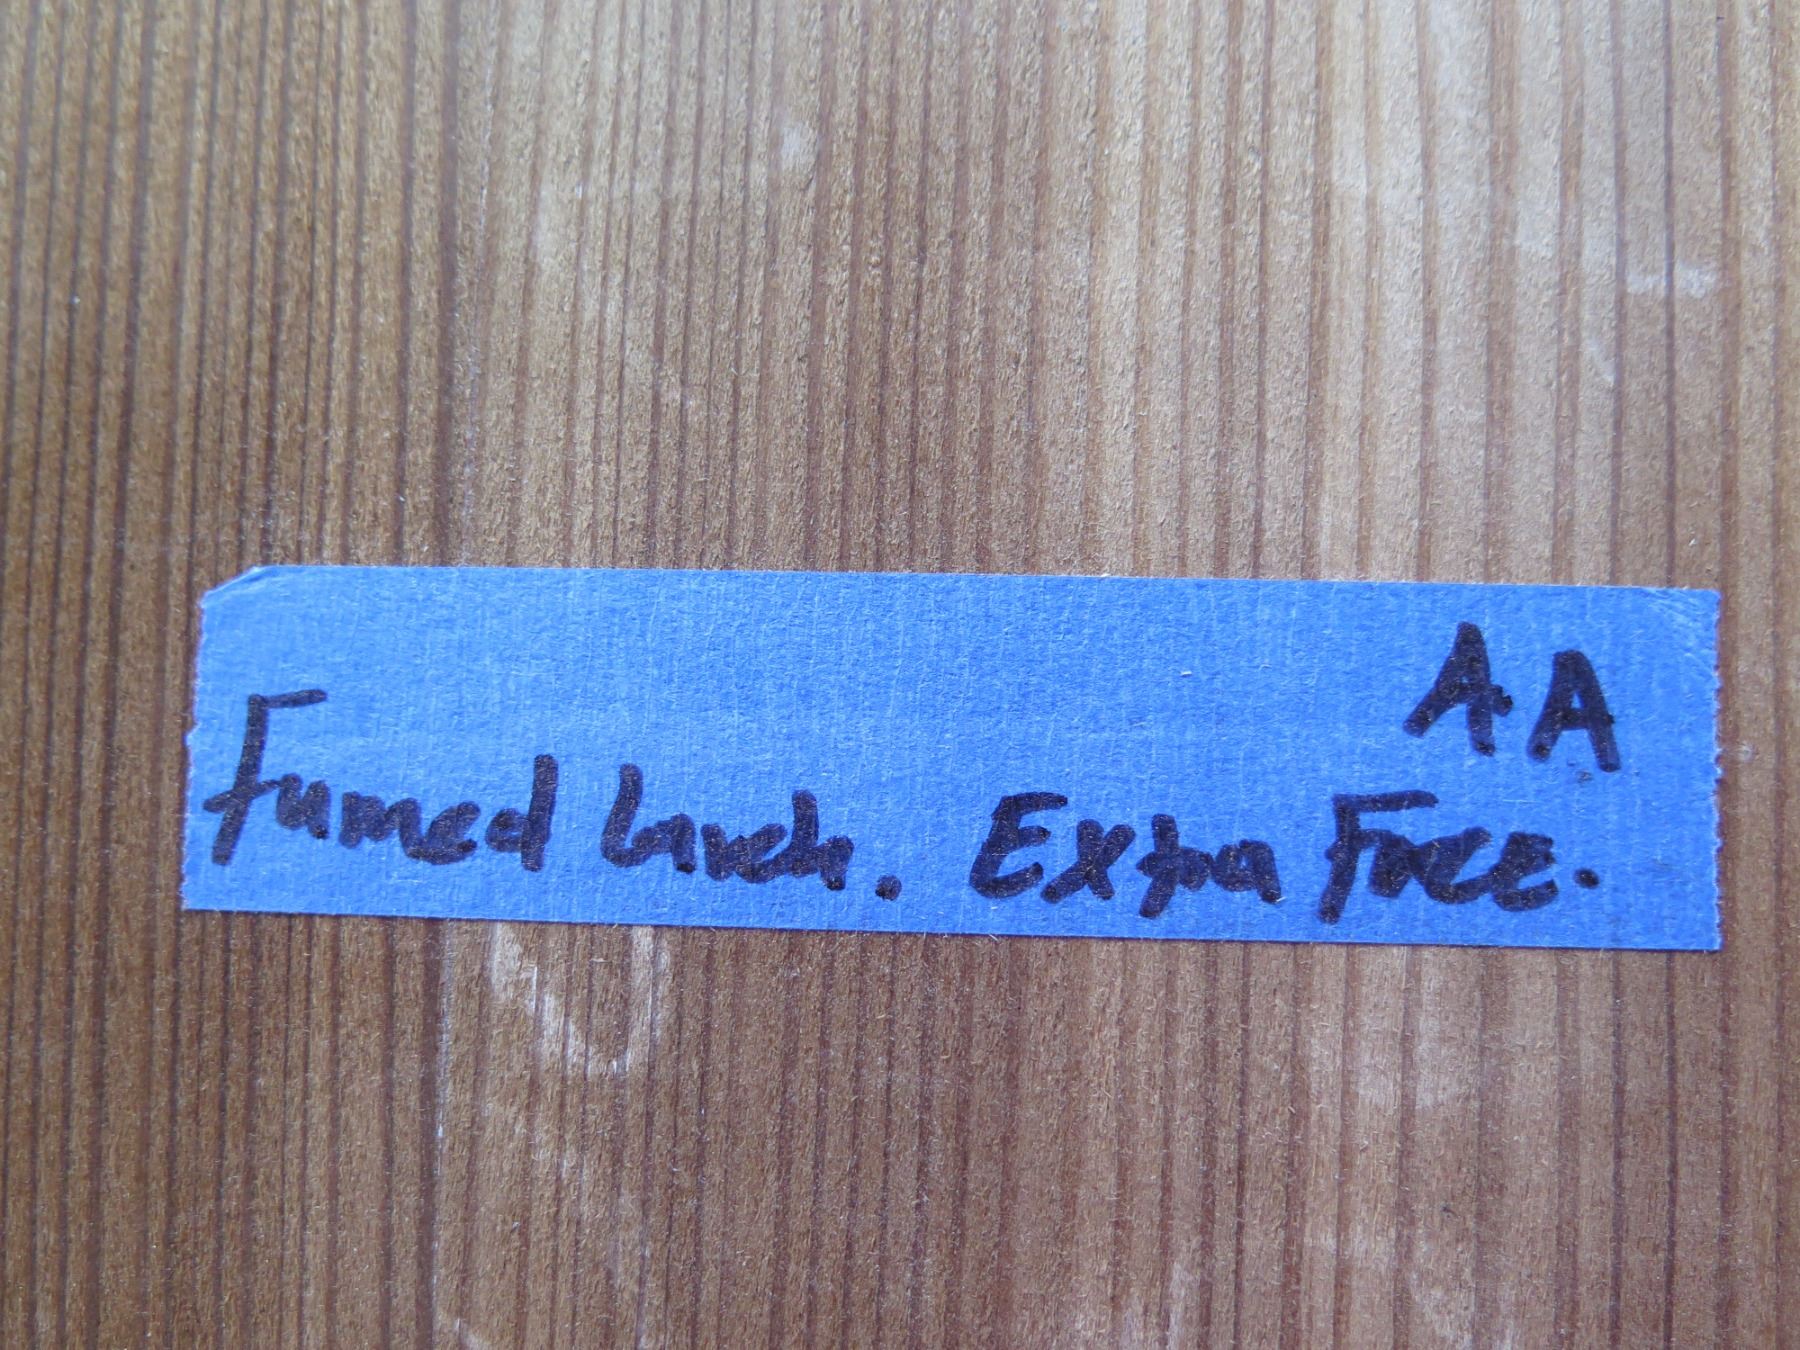 AA
Fumed Larch. Extra Face.